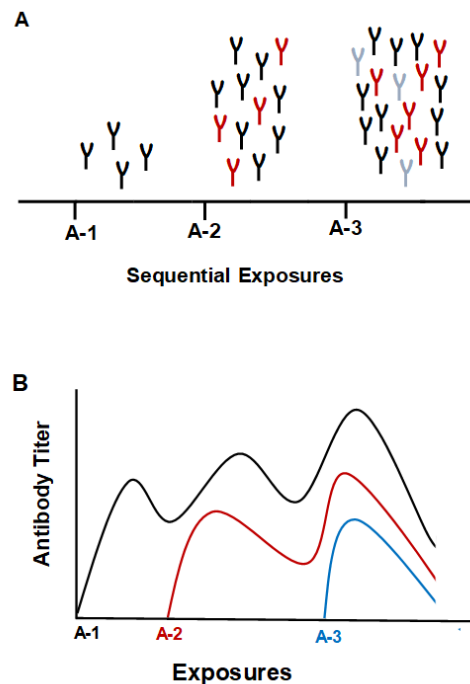 A
A-1
A-2
A-3
Sequential Exposures
B
Antibody Titer
A-1
A-2
A-3
Exposures